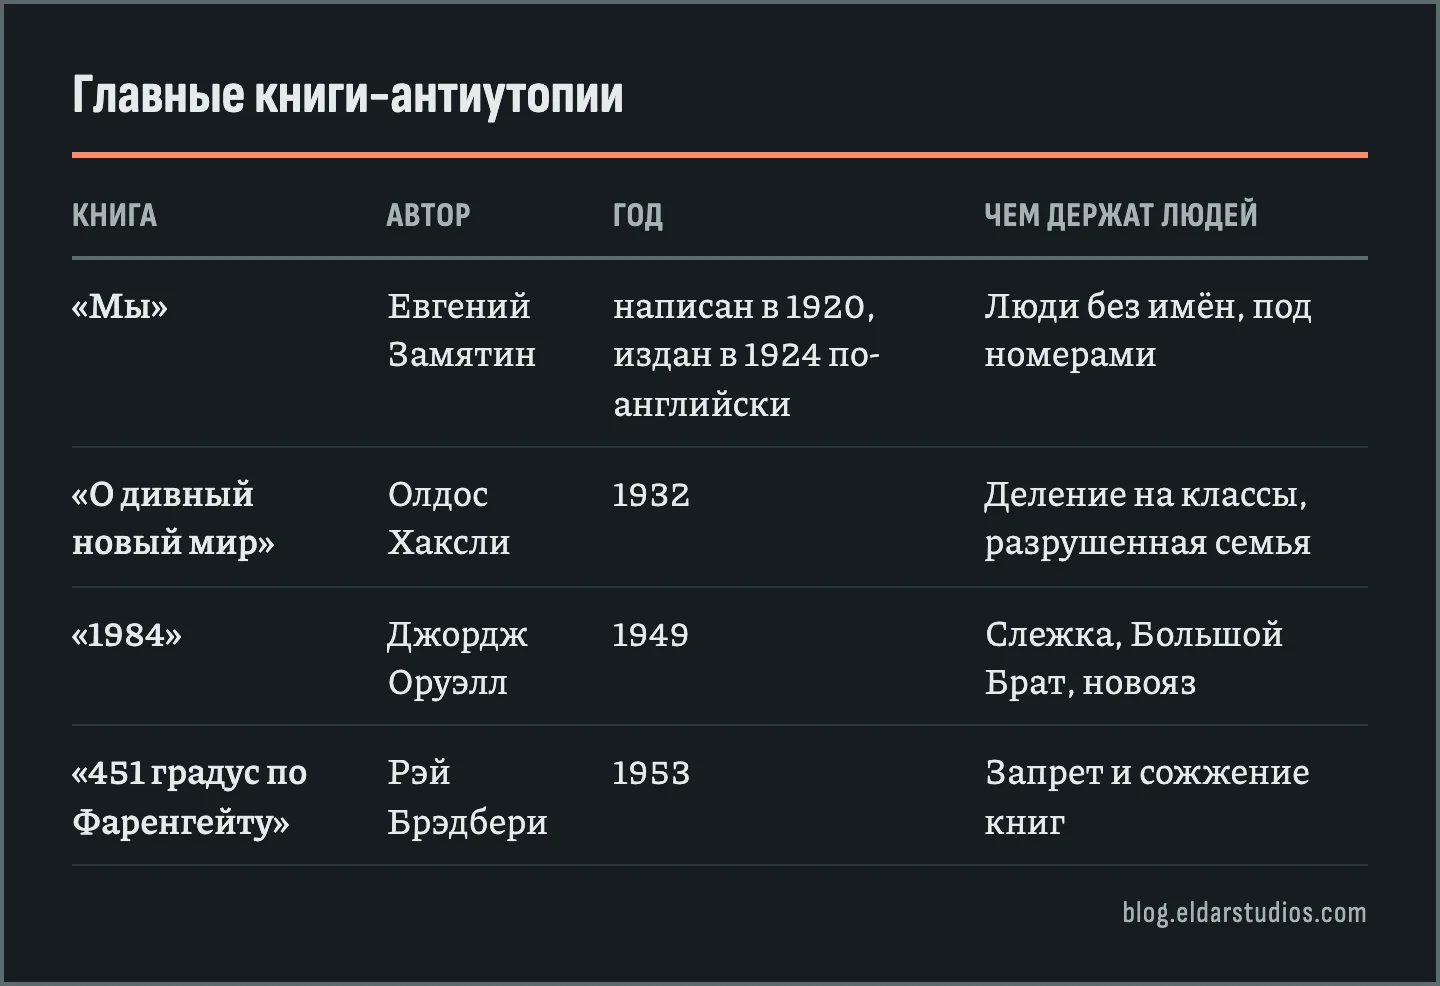 Главные книги-антиутопии
КНИГА АВТОР ГОД ЧЕМ ДЕРЖАТ ЛЮДЕЙ
«Мы» Евгений написан в 1920, Люди без имён, под
Замятин издан в 1924 по- номерами
английски
«О дивный Олдос 1932 Деление на классы,
новый мир» Хаксли разрушенная семья
«1984» Джордж 1949 Слежка, Большой
Оруэлл Брат, новояз
«451 градус по Рэй 1953 Запрет и сожжение
Фаренгейту» Брэдбери книг
blog.eldarstudios.com